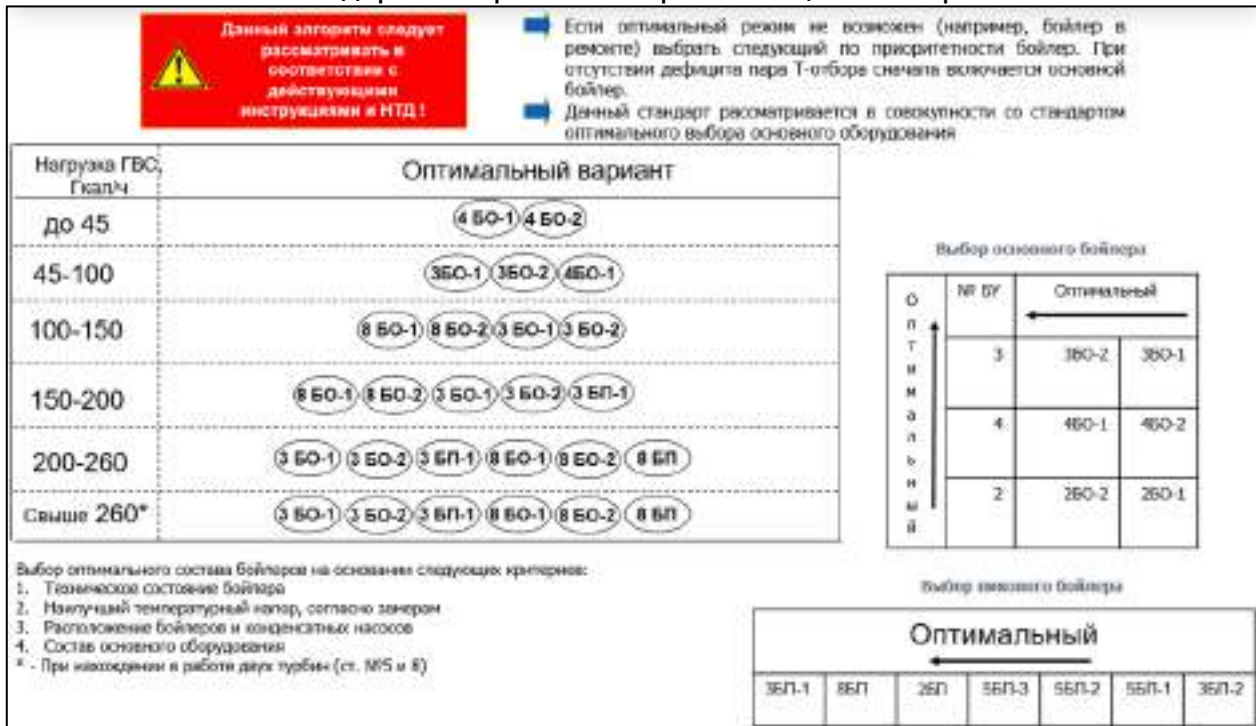 Данный алгоритм следует
рассматривать в
соответствии с
действующими
инструкциями и НТД !
Если оптимальный режим не возможен (например, бойлер в
ремонте) выбрать следующий по приоритетности бойлер. При
отсутствии дефицита пара Т-отбора сначала включается основной
бойлер.
Данный стандарт рассматривается в совокупности со стандартом
оптимального выбора основного оборудования
Нагрузка ГВС, Гкал/ч
Оптимальный вариант
до 45
4 БО-1 4 БО-2
45-100
3БО-1 3БО-2 4БО-1
100-150
8 БО-1 8 БО-2 3 БО-1 3 БО-2
150-200
8 БО-1 8 БО-2 3 БО-1 3 БО-2 3 БП-1
200-260
3 БО-1 3 БО-2 3 БП-1 8 БО-1 8 БО-2 8 БП
Свыше 260*
3 БО-1 3 БО-2 3 БП-1 8 БО-1 8 БО-2 8 БП
Выбор основного бойлера
Оптимальный
№ БУ Оптимальный
3 3БО-2 3БО-1
4 4БО-1 4БО-2
2 2БО-2 2БО-1
Выбор оптимального состава бойлеров на основании следующих критериев:
1. Техническое состояние бойлера
2. Наилучший температурный напор, согласно замерам
3. Расположение бойлеров и конденсатных насосов
4. Состав основного оборудования
* - При нахождении в работе двух турбин (ст. №5 и 8)
Выбор пикового бойлера
Оптимальный
3БП-1 8БП 2БП 5БП-3 5БП-2 5БП-1 3БП-2